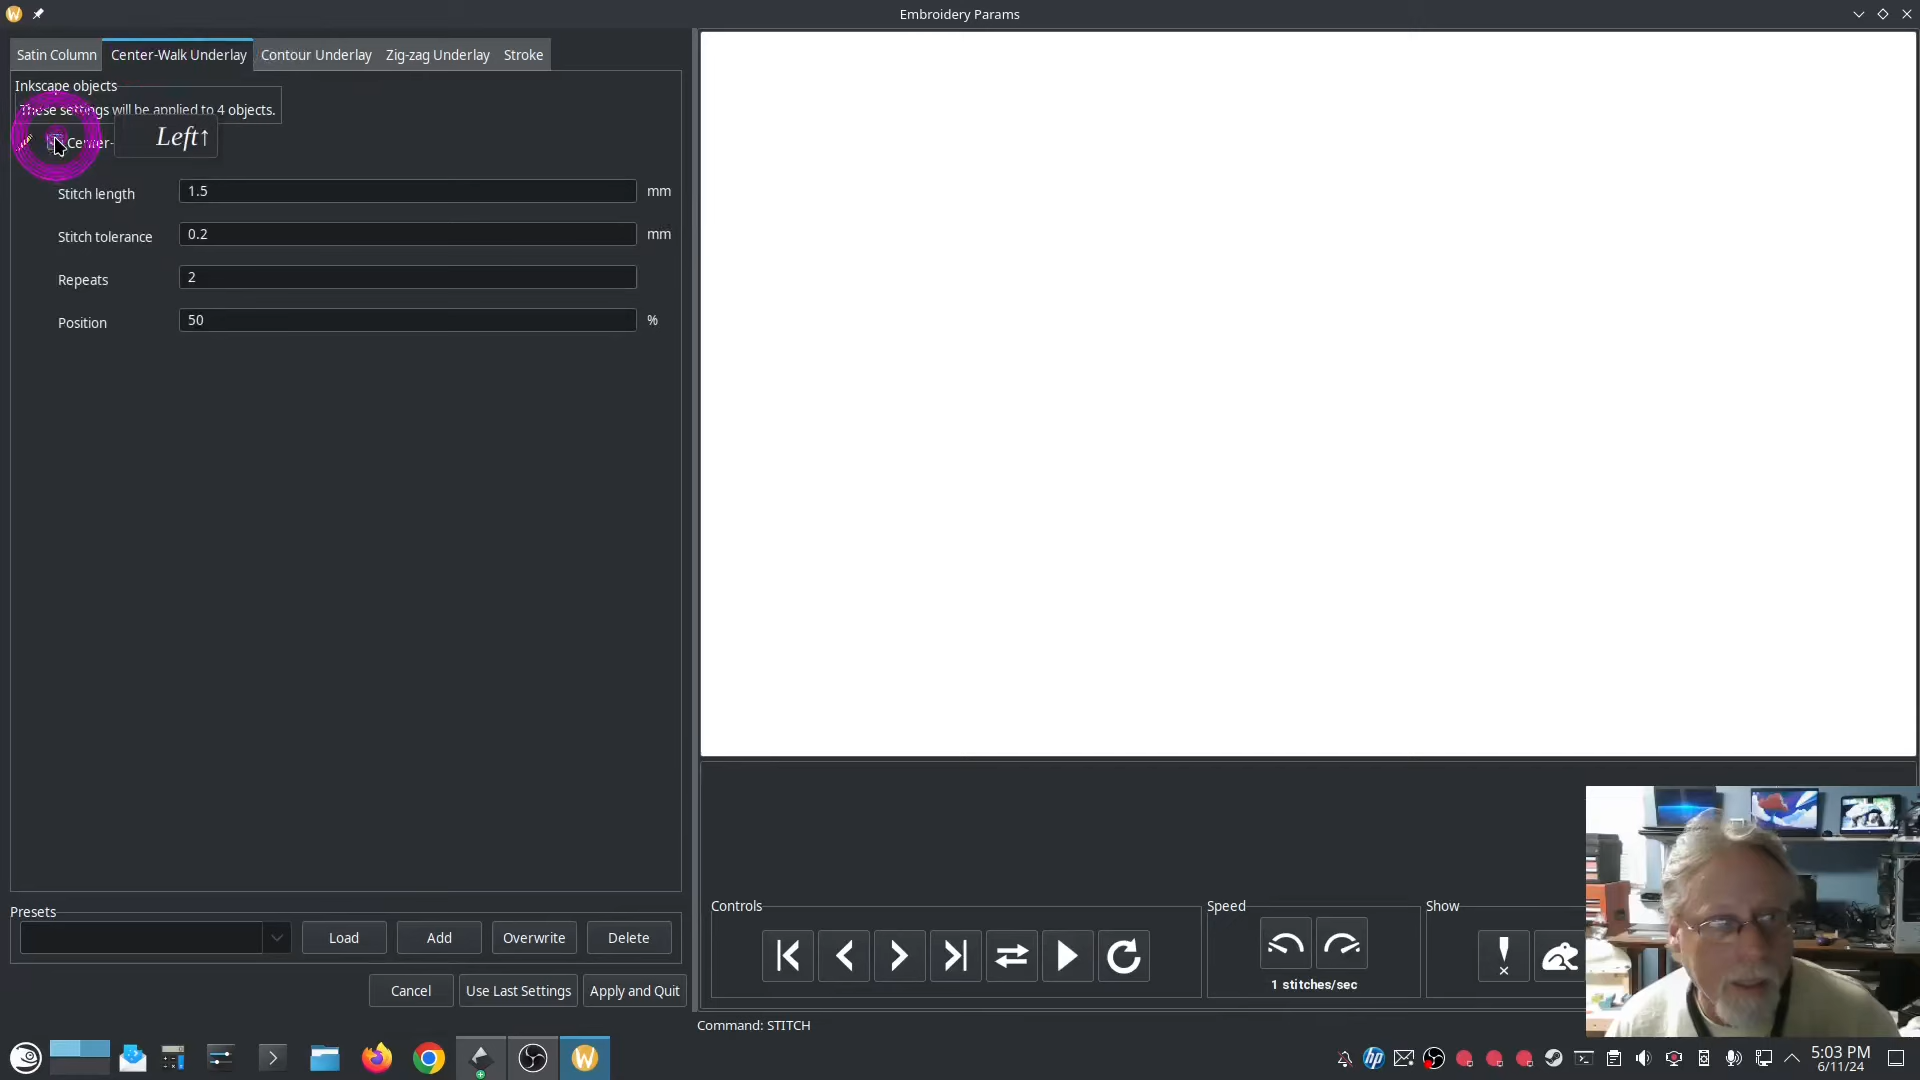 Embroidery Params
Satin Column
Center-Walk Underlay
Contour Underlay
Zig-zag Underlay
Stroke
Inkscape objects
These settings will be applied to 4 objects.
Center-
Left↑
Stitch length
1.5
mm
Stitch tolerance
0.2
mm
Repeats
2
Position
50
%
Presets
Load
Add
Overwrite
Delete
Cancel
Use Last Settings
Apply and Quit
Controls
Speed
Show
1 stitches/sec
Command: STITCH
5:03 PM
6/11/24